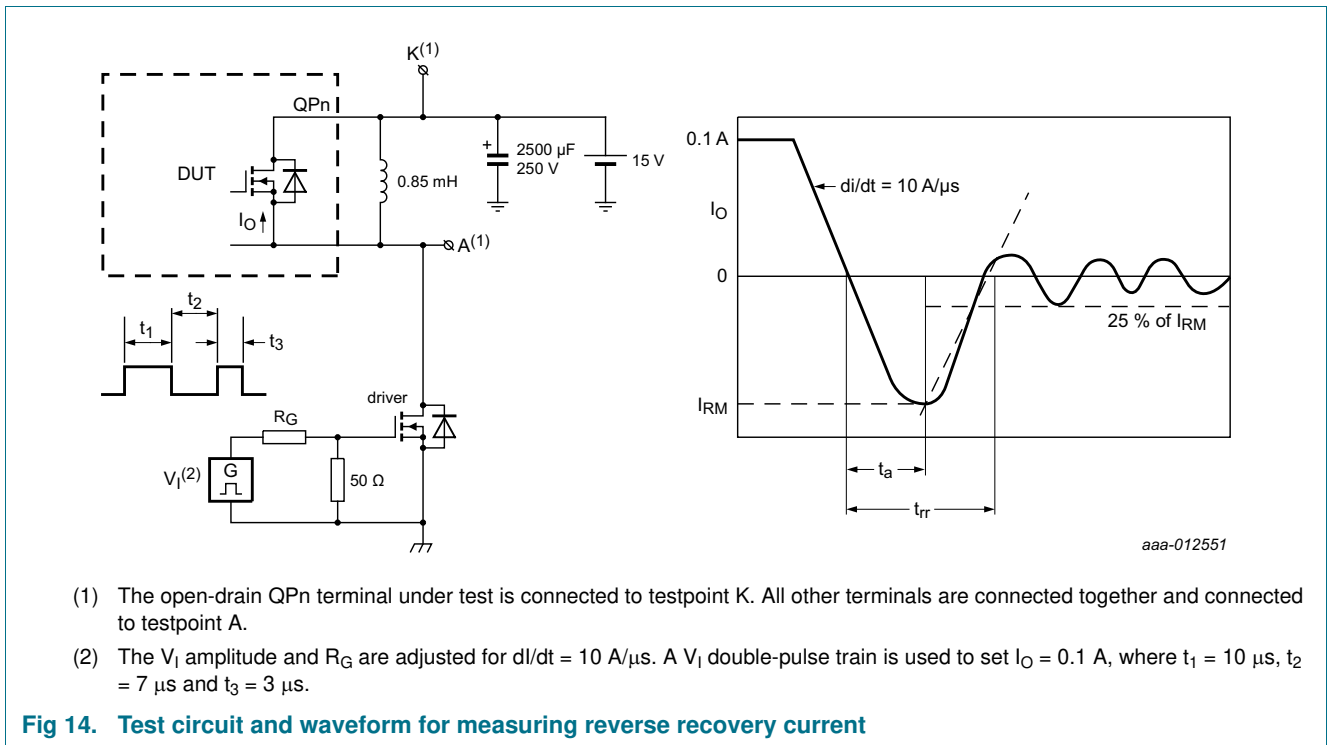 K(1)
QPn
DUT
IO
0.85 mH
+
2500 µF
250 V
15 V
A(1)
t1
t2
t3
driver
RG
VI(2)
G
50 Ω
0.1 A
di/dt = 10 A/µs
IO
0
25 % of IRM
IRM
ta
trr
aaa-012551
(1) The open-drain QPn terminal under test is connected to testpoint K. All other terminals are connected together and connected
to testpoint A.
(2) The VI amplitude and RG are adjusted for dI/dt = 10 A/µs. A VI double-pulse train is used to set IO = 0.1 A, where t1 = 10 µs, t2
= 7 µs and t3 = 3 µs.
Fig 14. Test circuit and waveform for measuring reverse recovery current